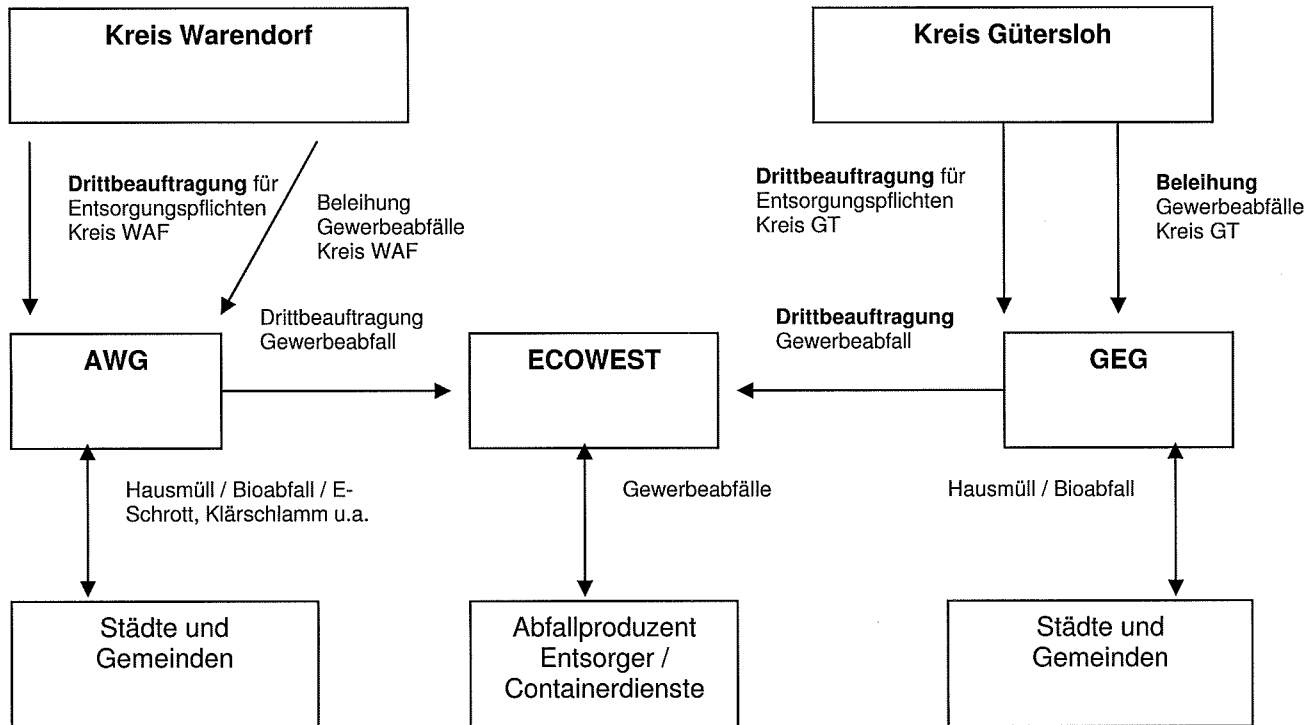 Kreis Warendorf
Kreis Gütersloh
Drittbeauftragung für
Entsorgungspflichten
Kreis WAF
Beleihung
Gewerbeabfälle
Kreis WAF
Drittbeauftragung für
Entsorgungspflichten
Kreis GT
Beleihung
Gewerbeabfälle
Kreis GT
AWG
Drittbeauftragung
Gewerbeabfall
ECOWEST
Drittbeauftragung
Gewerbeabfall
GEG
Hausmüll / Bioabfall / E-
Schrott, Klärschlamm u.a.
Gewerbeabfälle
Hausmüll / Bioabfall
Städte und
Gemeinden
Abfallproduzent
Entsorger /
Containerdienste
Städte und
Gemeinden